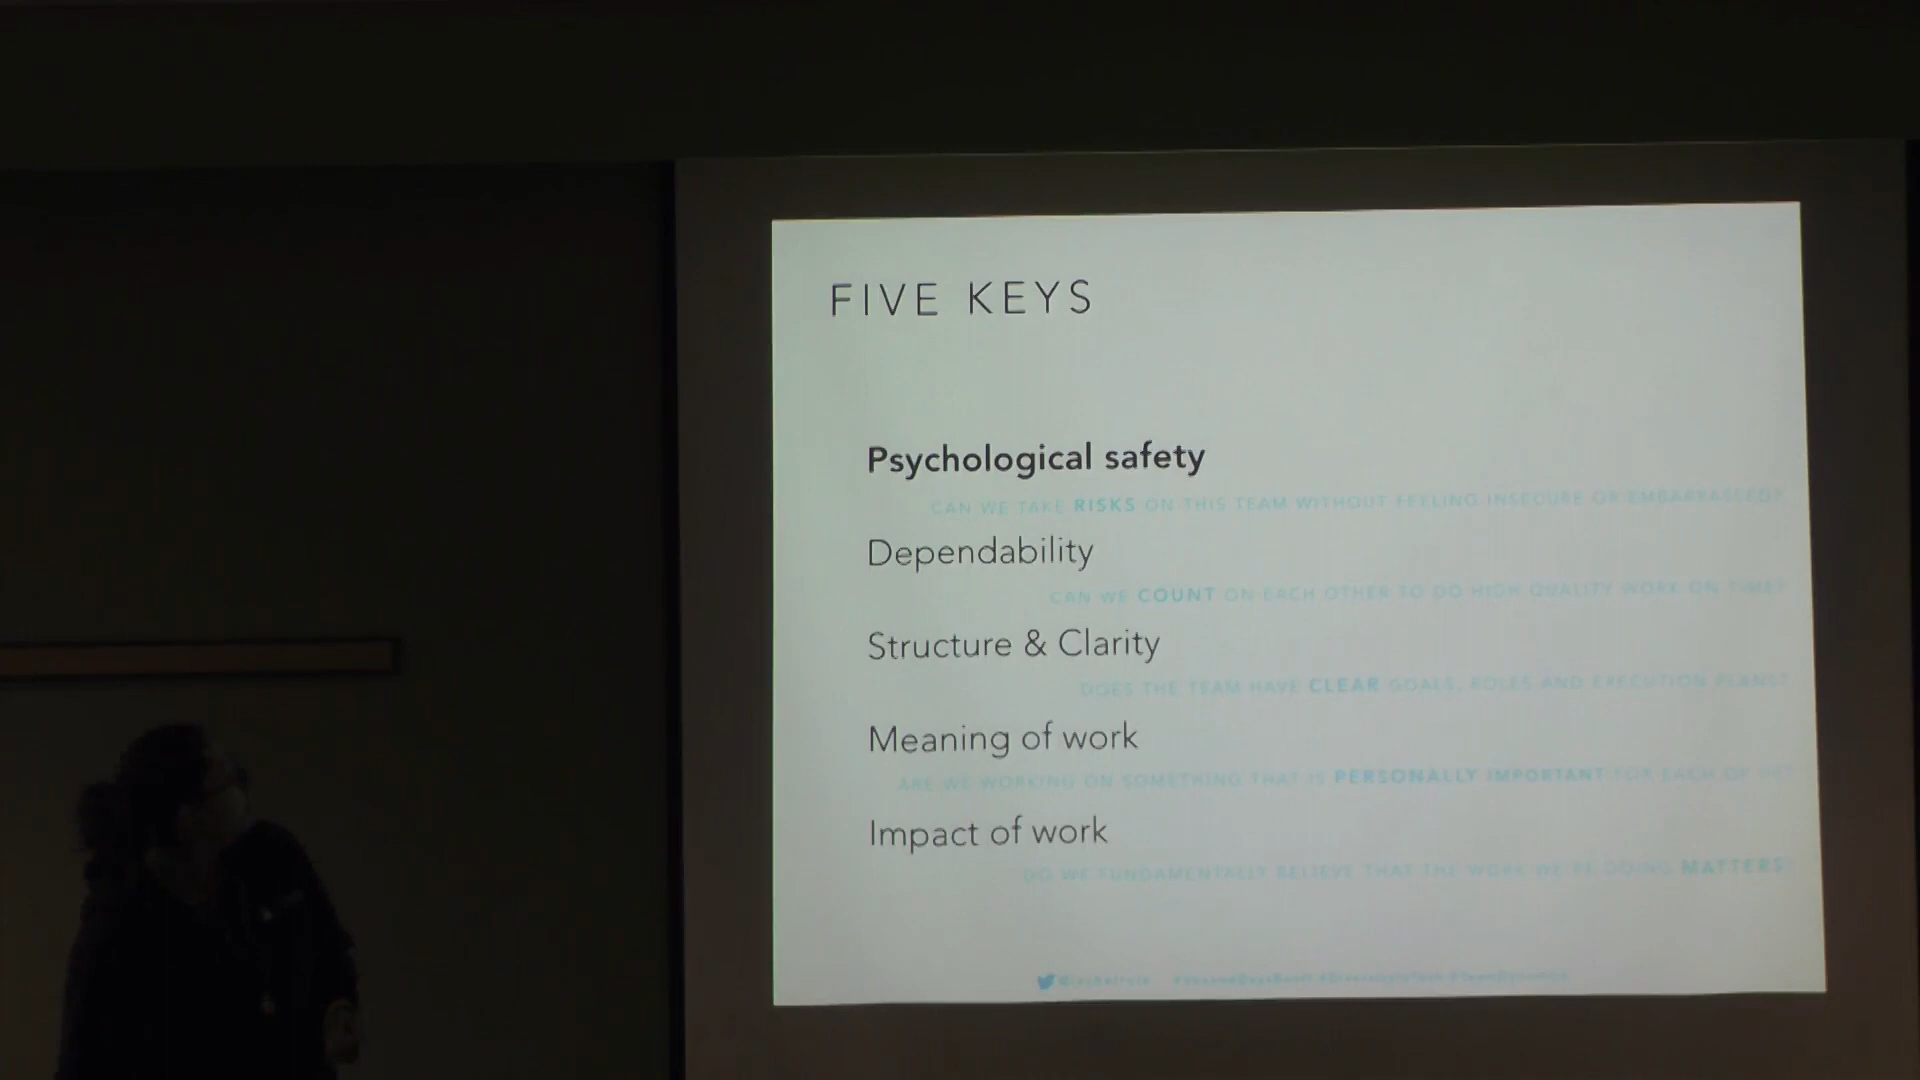 FIVE KEYS
Psychological safety
CAN WE TAKE RISKS ON THIS TEAM WITHOUT FEELING INSECURE OR EMBARRASSED?
Dependability
CAN WE COUNT ON EACH OTHER TO DO HIGH QUALITY WORK ON TIME?
Structure & Clarity
DOES THE TEAM HAVE CLEAR GOALS, ROLES AND EXECUTION PLANS?
Meaning of work
ARE WE WORKING ON SOMETHING THAT IS PERSONALLY IMPORTANT FOR EACH OF US?
Impact of work
DO WE FUNDAMENTALLY BELIEVE THAT THE WORK WE'RE DOING MATTERS?